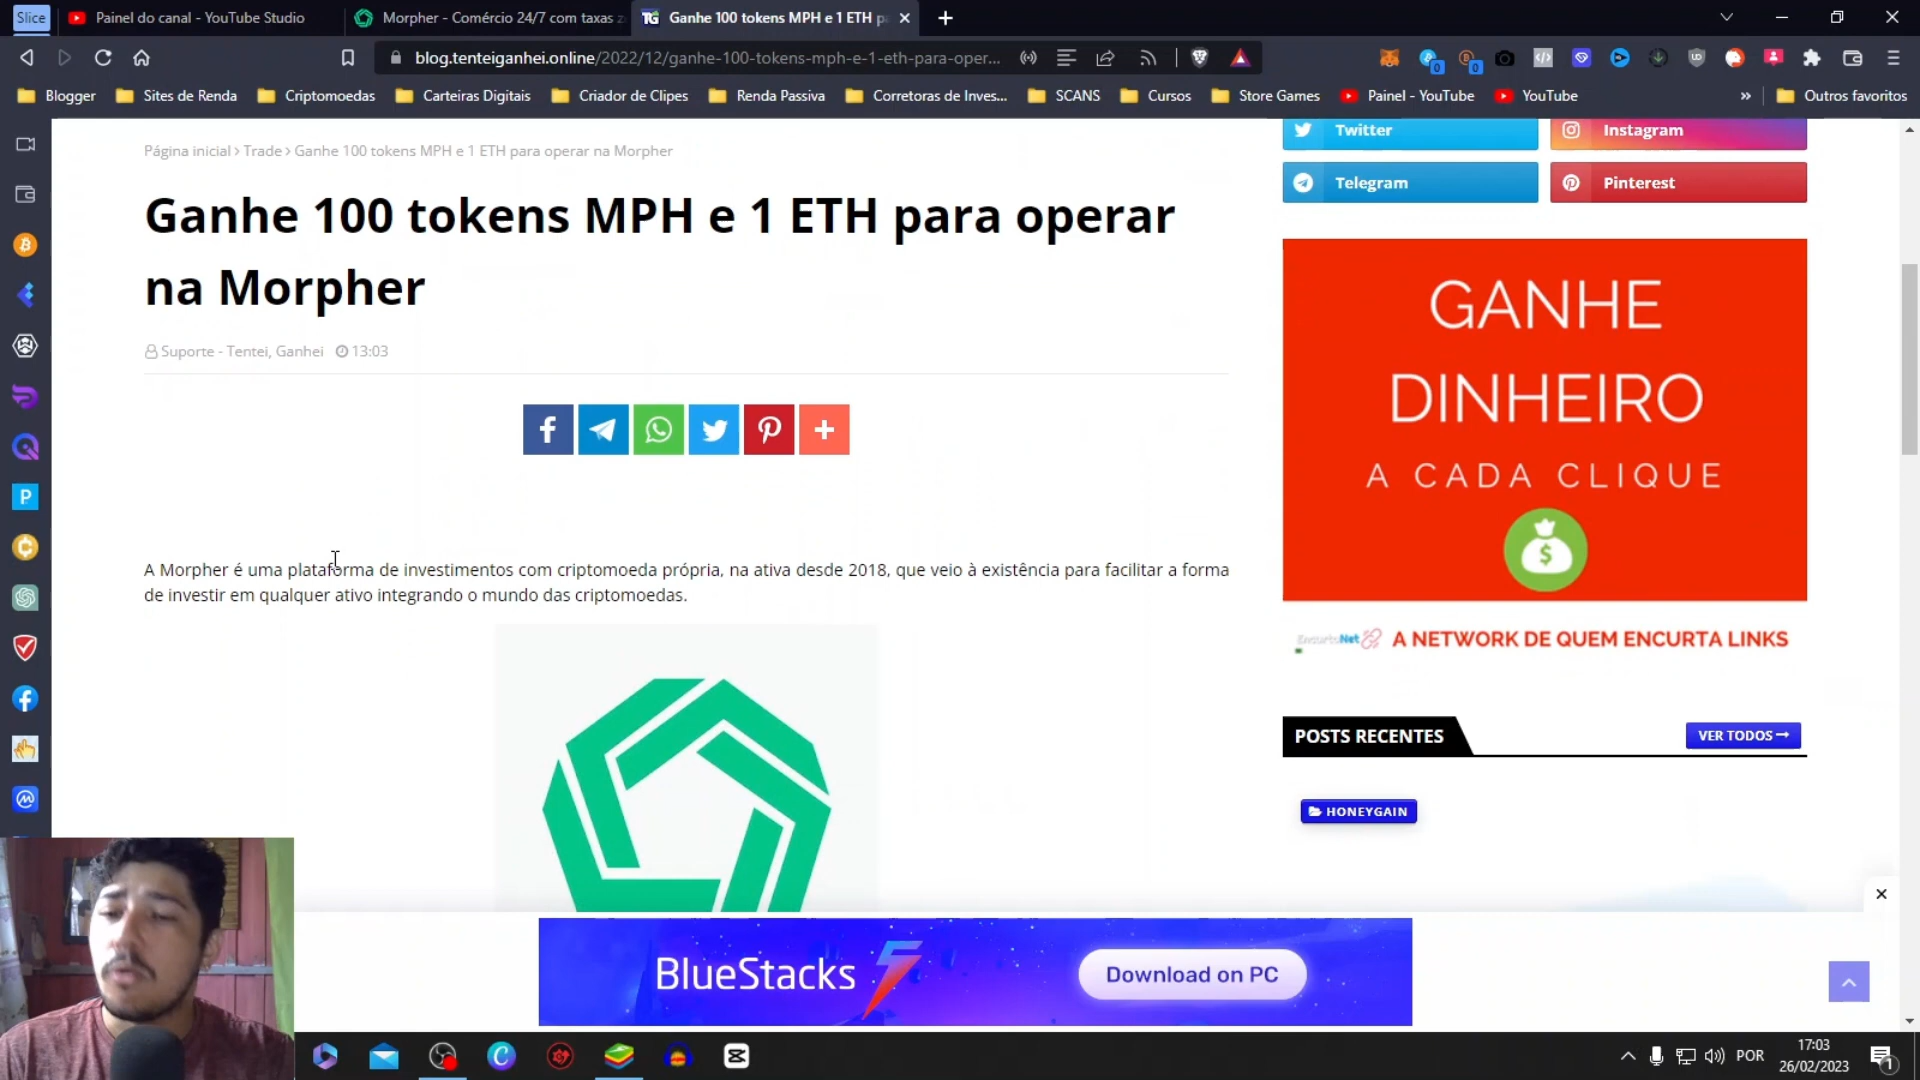 Slice
Painel do canal - YouTube Studio
Morpher - Comércio 24/7 com taxas z
Ganhe 100 tokens MPH e 1 ETH p
blog.tenteiganhei.online/2022/12/ganhe-100-tokens-mph-e-1-eth-para-oper...
0
0
Blogger
Sites de Renda
Criptomoedas
Carteiras Digitais
Criador de Clipes
Renda Passiva
Corretoras de Inves...
SCANS
Cursos
Store Games
Painel - YouTube
YouTube
»
Outros favoritos
Página inicial › Trade › Ganhe 100 tokens MPH e 1 ETH para operar na Morpher
Ganhe 100 tokens MPH e 1 ETH para operar
na Morpher
Suporte - Tentei, Ganhei 13:03
A Morpher é uma plataforma de investimentos com criptomoeda própria, na ativa desde 2018, que veio à existência para facilitar a forma
de investir em qualquer ativo integrando o mundo das criptomoedas.
Twitter
Instagram
Telegram
Pinterest
GANHE
DINHEIRO
A CADA CLIQUE
$
EncurtaNet
A NETWORK DE QUEM ENCURTA LINKS
POSTS RECENTES
VER TODOS
HONEYGAIN
BlueStacks
Download on PC
POR
17:03
26/02/2023
1